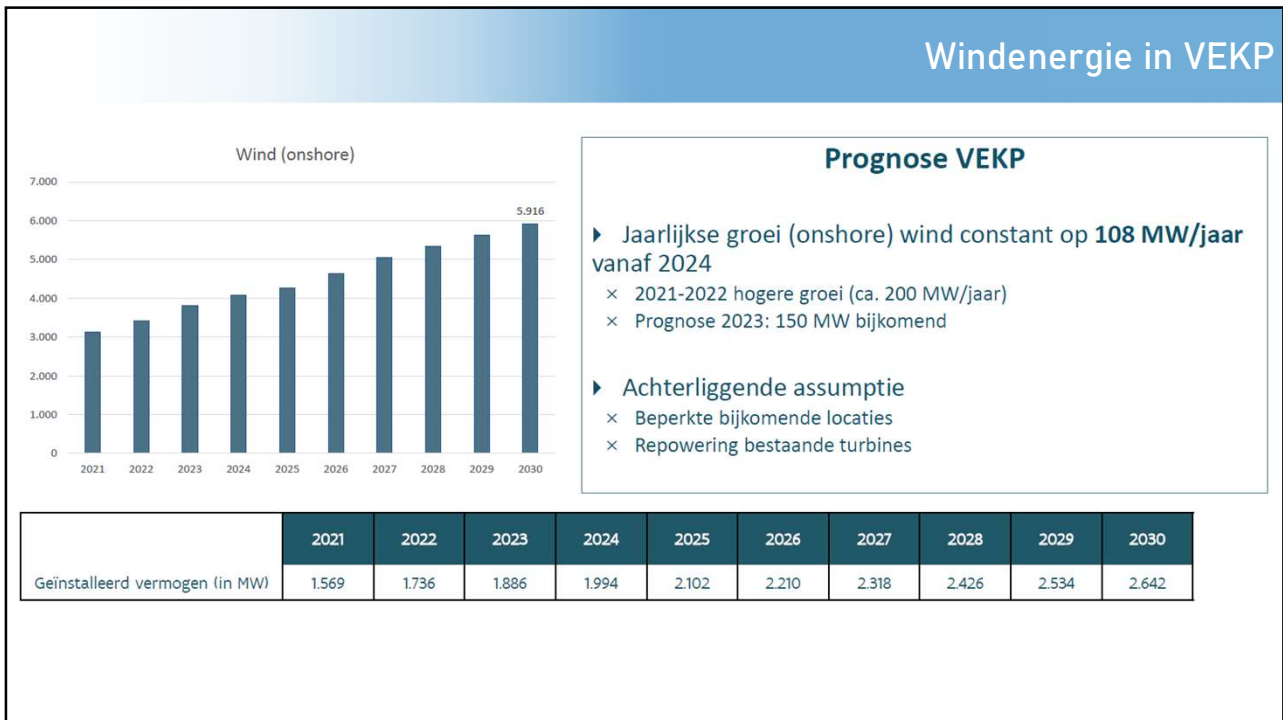 Windenergie in VEKP
Wind (onshore)
7.000
6.000
5.000
4.000
3.000
2.000
1.000
0
5.916
2021 2022 2023 2024 2025 2026 2027 2028 2029 2030
Prognose VEKP
Jaarlijkse groei (onshore) wind constant op 108 MW/jaar
vanaf 2024
× 2021-2022 hogere groei (ca. 200 MW/jaar)
× Prognose 2023: 150 MW bijkomend
Achterliggende assumptie
× Beperkte bijkomende locaties
× Repowering bestaande turbines
2021 2022 2023 2024 2025 2026 2027 2028 2029 2030
Geïnstalleerd vermogen (in MW) 1.569 1.736 1.886 1.994 2.102 2.210 2.318 2.426 2.534 2.642